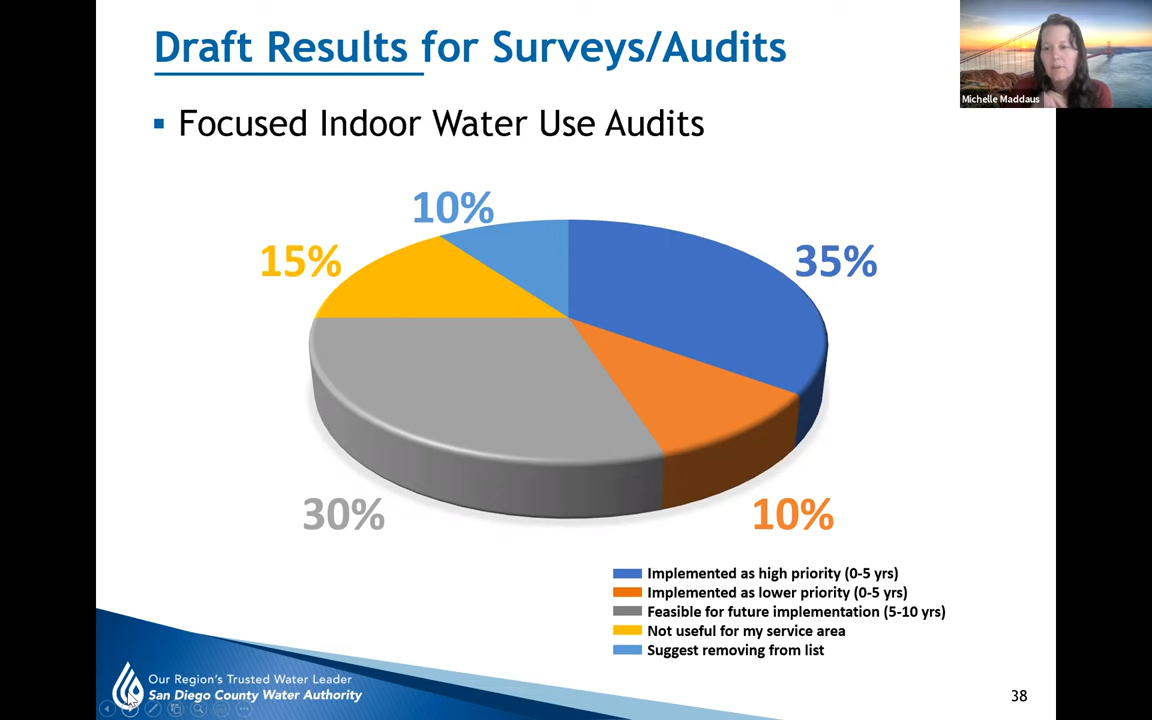 Draft Results for Surveys/Audits
Michelle Maddaus
▪ Focused Indoor Water Use Audits
10%
15%
35%
30%
10%
Implemented as high priority (0-5 yrs)
Implemented as lower priority (0-5 yrs)
Feasible for future implementation (5-10 yrs)
Not useful for my service area
Suggest removing from list
Our Region's Trusted Water Leader
San Diego County Water Authority
38